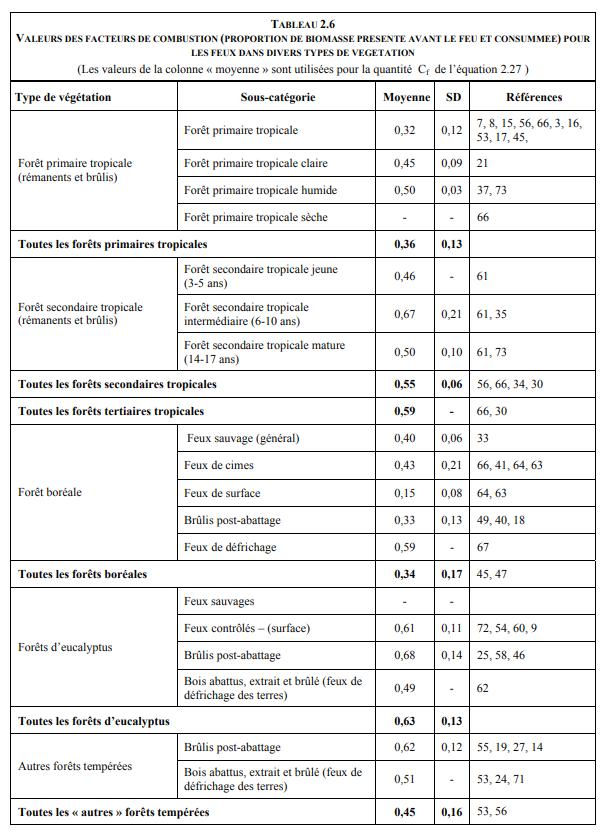 TABLEAU 2.6
VALEURS DES FACTEURS DE COMBUSTION (PROPORTION DE BIOMASSE PRESENTE AVANT LE FEU ET CONSUMMEE) POUR
LES FEUX DANS DIVERS TYPES DE VEGETATION
(Les valeurs de la colonne « moyenne » sont utilisées pour la quantité Cf de l'équation 2.27 )
Type de végétation Sous-catégorie Moyenne SD Références
Forêt primaire tropicale (rémanents et brûlis)
Forêt primaire tropicale 0,32 0,12 7, 8, 15, 56, 66, 3, 16, 53, 17, 45,
Forêt primaire tropicale claire 0,45 0,09 21
Forêt primaire tropicale humide 0,50 0,03 37, 73
Forêt primaire tropicale sèche - - 66
Toutes les forêts primaires tropicales 0,36 0,13
Forêt secondaire tropicale (rémanents et brûlis)
Forêt secondaire tropicale jeune (3-5 ans) 0,46 - 61
Forêt secondaire tropicale intermédiaire (6-10 ans) 0,67 0,21 61, 35
Forêt secondaire tropicale mature (14-17 ans) 0,50 0,10 61, 73
Toutes les forêts secondaires tropicales 0,55 0,06 56, 66, 34, 30
Toutes les forêts tertiaires tropicales 0,59 - 66, 30
Forêt boréale
Feux sauvage (général) 0,40 0,06 33
Feux de cimes 0,43 0,21 66, 41, 64, 63
Feux de surface 0,15 0,08 64, 63
Brûlis post-abattage 0,33 0,13 49, 40, 18
Feux de défrichage 0,59 - 67
Toutes les forêts boréales 0,34 0,17 45, 47
Forêts d'eucalyptus
Feux sauvages - -
Feux contrôlés – (surface) 0,61 0,11 72, 54, 60, 9
Brûlis post-abattage 0,68 0,14 25, 58, 46
Bois abattus, extrait et brûlé (feux de défrichage des terres) 0,49 - 62
Toutes les forêts d'eucalyptus 0,63 0,13
Autres forêts tempérées
Brûlis post-abattage 0,62 0,12 55, 19, 27, 14
Bois abattus, extrait et brûlé (feux de défrichage des terres) 0,51 - 53, 24, 71
Toutes les « autres » forêts tempérées 0,45 0,16 53, 56